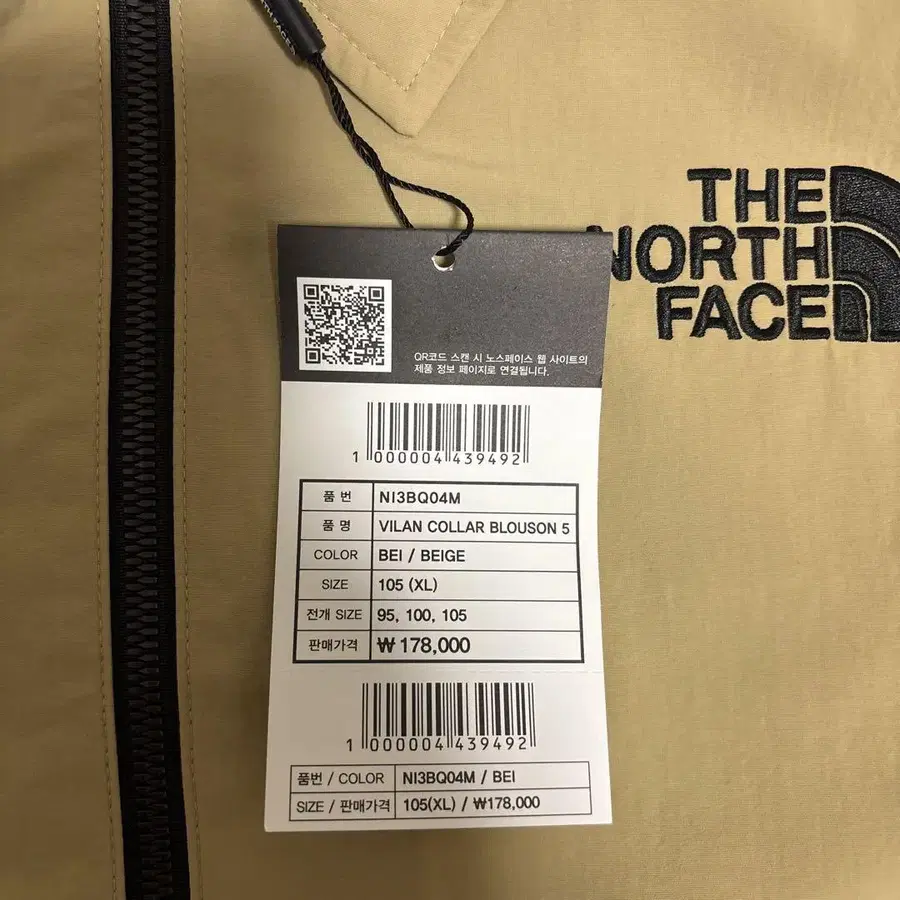 TH FACE
THE
NORTH
FACE
QR코드 스캔 시 노스페이스 웹 사이트의
제품 정보 페이지로 연결됩니다.
1 000004 439492
품 번 NI3BQ04M
품 명 VILAN COLLAR BLOUSON 5
COLOR BEI / BEIGE
SIZE 105 (XL)
전개 SIZE 95, 100, 105
판매가격 ₩ 178,000
1 000004 439492
품번 / COLOR NI3BQ04M / BEI
SIZE / 판매가격 105(XL) / ₩178,000